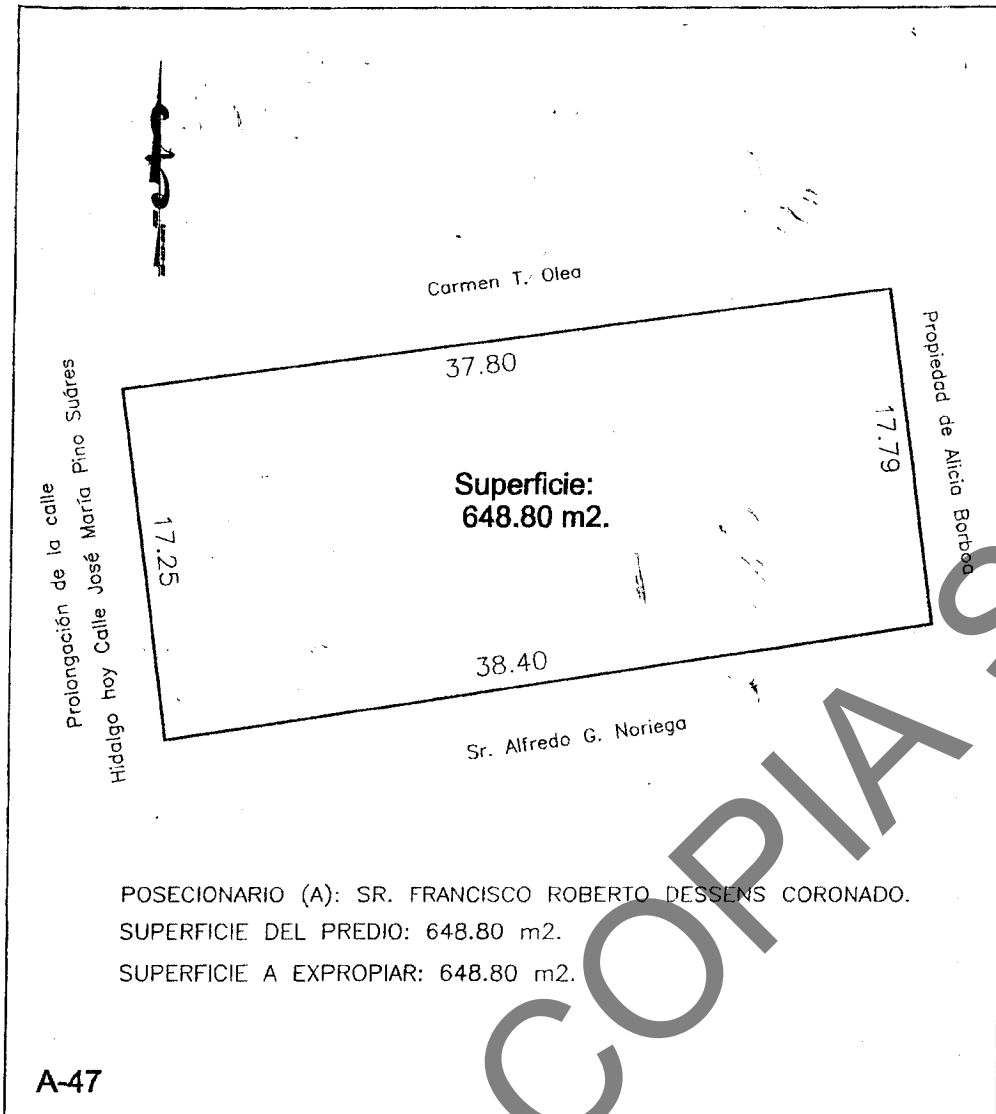 Carmen T. Olea
37.80
Propiedad de Alicia Borboa
17.79
Prolongación de la calle
Hidalgo hoy Calle José María Pino Suáres
17.25
Superficie:
648.80 m2.
38.40
Sr. Alfredo G. Noriega
POSECIONARIO (A): SR. FRANCISCO ROBERTO DESSENS CORONADO.
SUPERFICIE DEL PREDIO: 648.80 m2.
SUPERFICIE A EXPROPIAR: 648.80 m2.
A-47
COPIA S